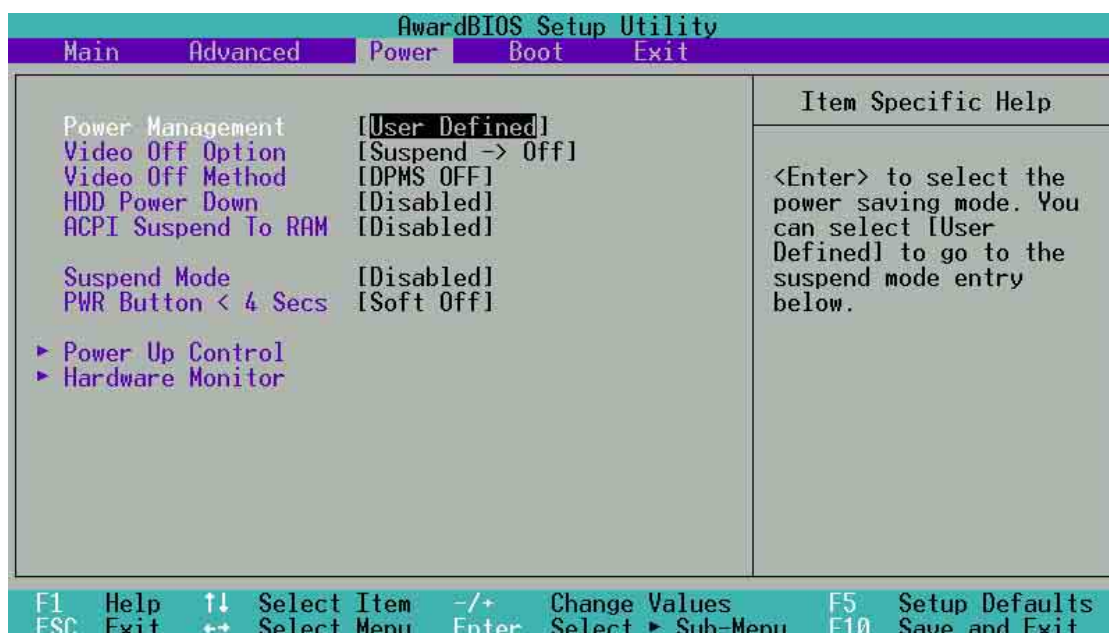 AwardBIOS Setup Utility
Main Advanced Power Boot Exit
Item Specific Help
Power Management [User Defined]
Video Off Option [Suspend -> Off]
Video Off Method [DPMS OFF]
HDD Power Down [Disabled]
ACPI Suspend To RAM [Disabled]
Suspend Mode [Disabled]
PWR Button < 4 Secs [Soft Off]
▶ Power Up Control
▶ Hardware Monitor
<Enter> to select the
power saving mode. You
can select [User
Defined] to go to the
suspend mode entry
below.
F1 Help ↑↓ Select Item -/+ Change Values F5 Setup Defaults
ESC Exit ←→ Select Menu Enter Select ▶ Sub-Menu F10 Save and Exit